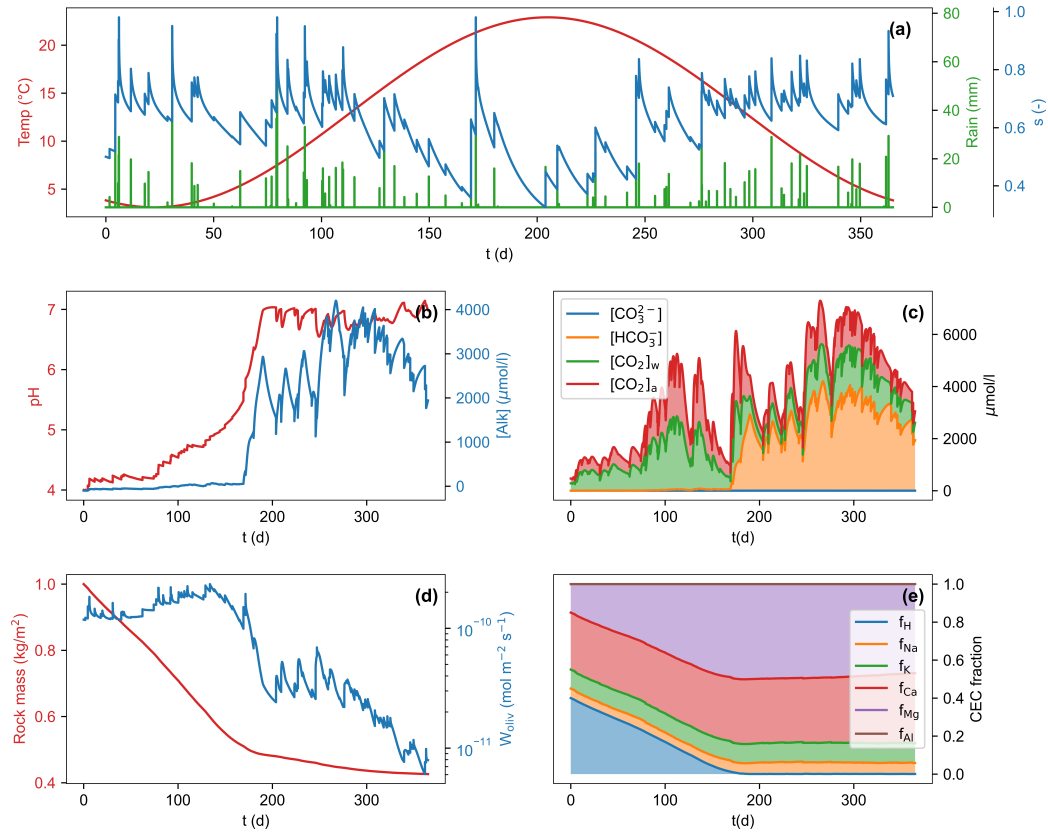 (a)
Temp (°C)
20
15
10
5
80
60
40
20
0
Rain (mm)
1.0
0.8
0.6
0.4
s (-)
0
50
100
150
200
250
300
350
t (d)
(b)
pH
7
6
5
4
4000
3000
2000
1000
0
[Alk] (μmol/l)
0
100
200
300
t (d)
(c)
[CO₃²⁻]
[HCO₃⁻]
[CO₂]w
[CO₂]a
6000
4000
2000
0
μmol/l
0
100
200
300
t(d)
(d)
Rock mass (kg/m²)
1.0
0.8
0.6
0.4
10⁻¹⁰
10⁻¹¹
W_oliv (mol m⁻² s⁻¹)
0
100
200
300
t (d)
(e)
f_H
f_Na
f_K
f_Ca
f_Mg
f_Al
1.0
0.8
0.6
0.4
0.2
0.0
CEC fraction
0
100
200
300
t(d)